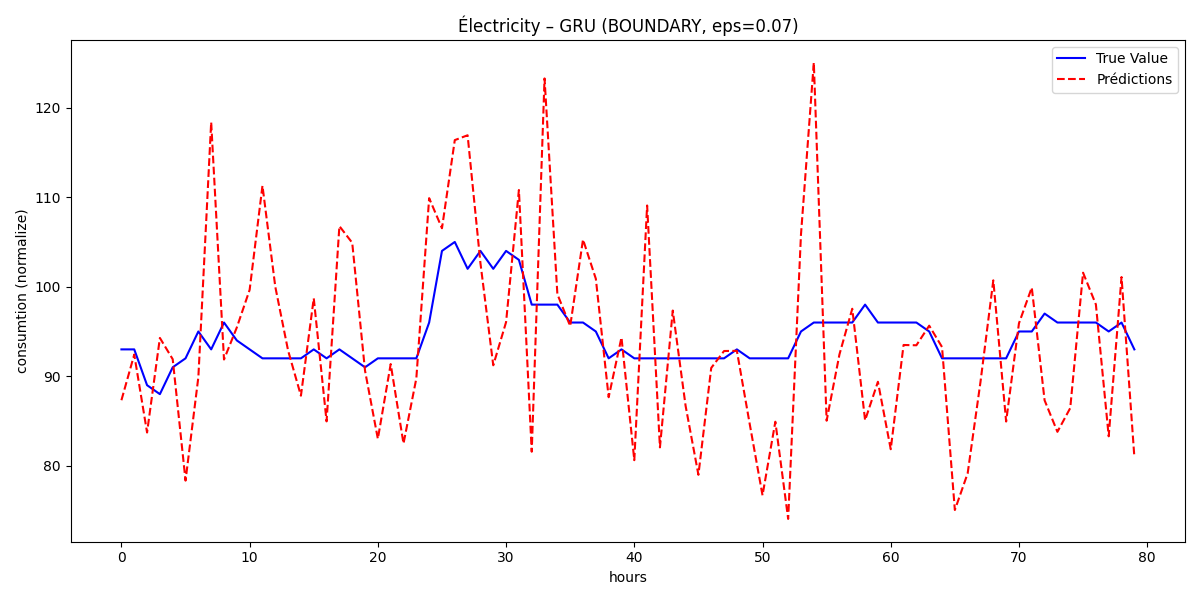 Électricity – GRU (BOUNDARY, eps=0.07)
True Value
Prédictions
consumtion (normalize)
120
110
100
90
80
0 10 20 30 40 50 60 70 80
hours